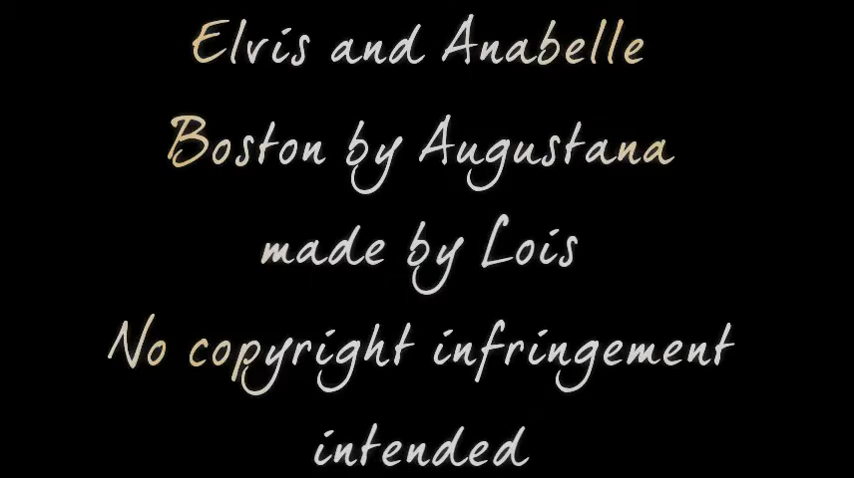 Elvis and Anabelle
Boston by Augustana
made by Lois
No copyright infringement
intended